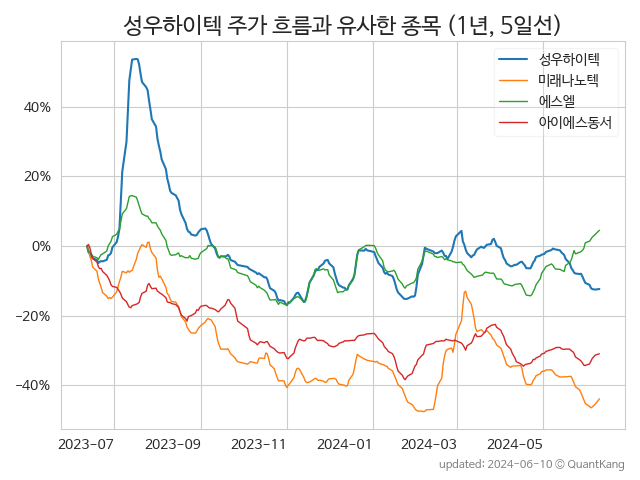 성우하이텍 주가 흐름과 유사한 종목 (1년, 5일선)
성우하이텍
미래나노텍
에스엘
아이에스동서
40%
20%
0%
−20%
−40%
2023-07 2023-09 2023-11 2024-01 2024-03 2024-05
updated: 2024-06-10 © QuantKang